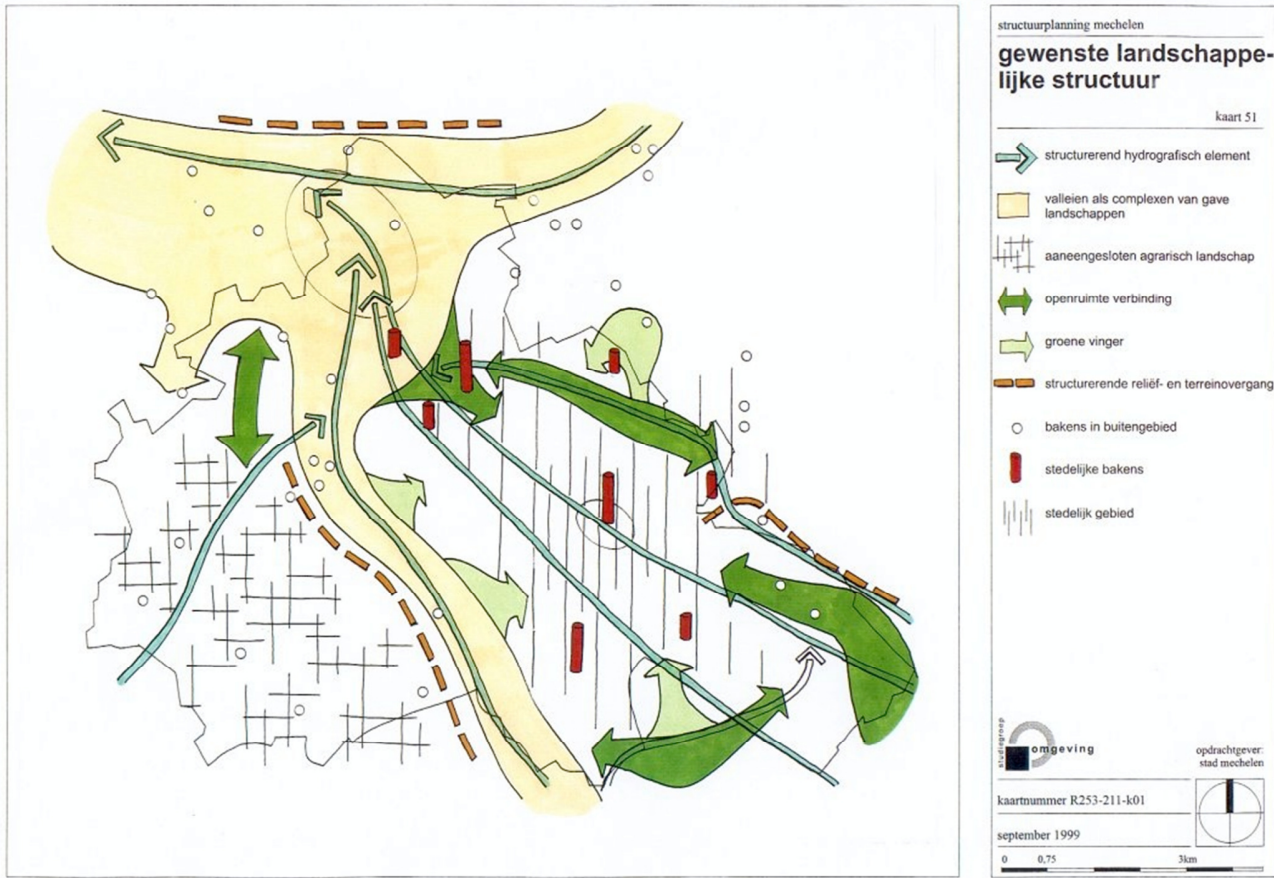 structuurplanning mechelen
gewenste landschappe-
lijke structuur
kaart 51
structurerend hydrografisch element
valleien als complexen van gave
landschappen
aaneengesloten agrarisch landschap
openruimte verbinding
groene vinger
structurerende reliëf- en terreinovergang
bakens in buitengebied
stedelijke bakens
stedelijk gebied
studiegroep
omgeving
opdrachtgever:
stad mechelen
kaartnummer R253-211-k01
september 1999
0 0,75 3km